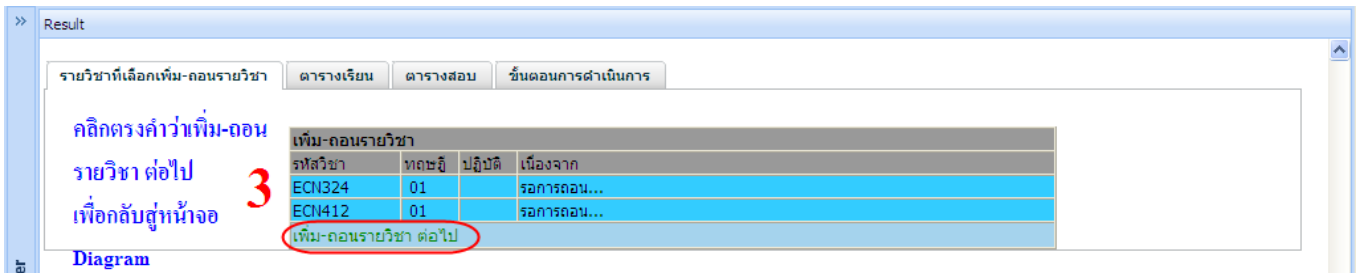 Result
รายวิชาที่เลือกเพิ่ม-ถอนรายวิชา ตารางเรียน ตารางสอบ ขั้นตอนการดำเนินการ
คลิกตรงคำว่าเพิ่ม-ถอน
รายวิชา ต่อไป
เพื่อกลับสู่หน้าจอ
Diagram
3
เพิ่ม-ถอนรายวิชา
รหัสวิชา ทฤษฎี ปฏิบัติ เนื่องจาก
ECN324 01 รอการถอน...
ECN412 01 รอการถอน...
เพิ่ม-ถอนรายวิชา ต่อไป
er